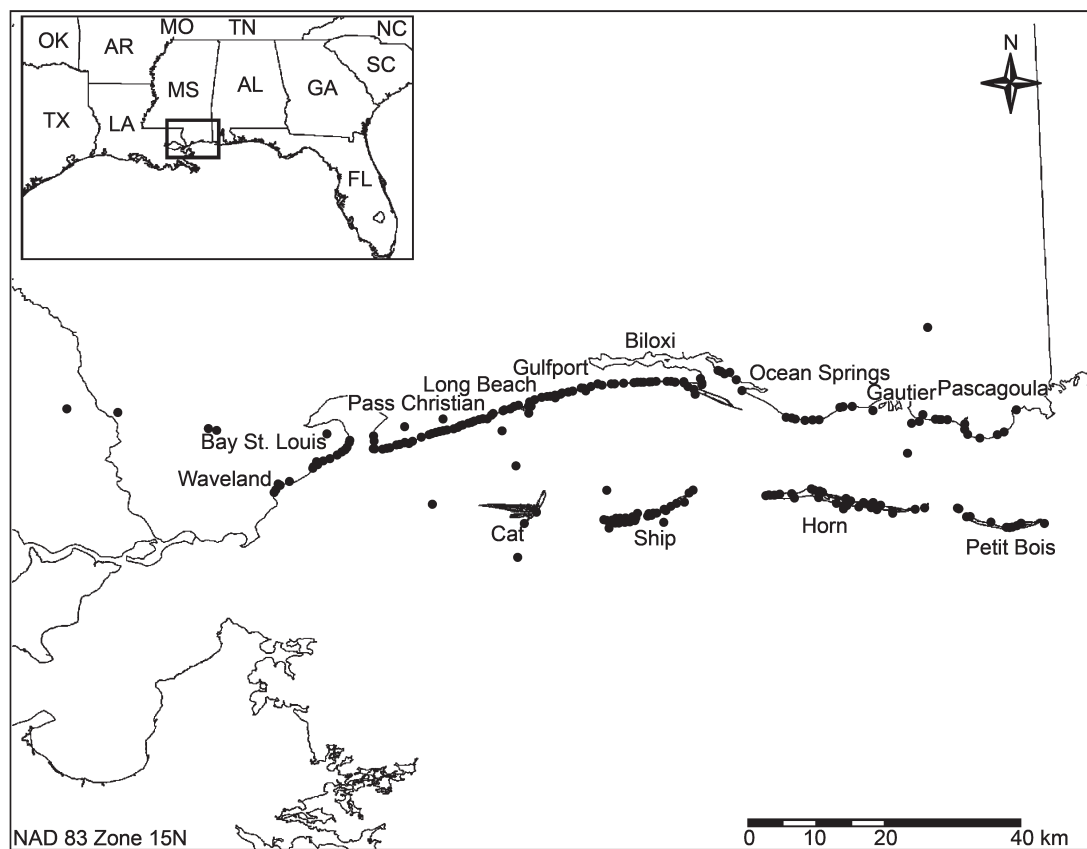 MO TN NC
OK AR SC
MS AL GA
TX LA
FL
N
Biloxi
Gulfport
Ocean Springs
Long Beach
Gautier Pascagoula
Pass Christian
Bay St. Louis
Waveland
Cat Ship Horn Petit Bois
NAD 83 Zone 15N
0 10 20 40 km